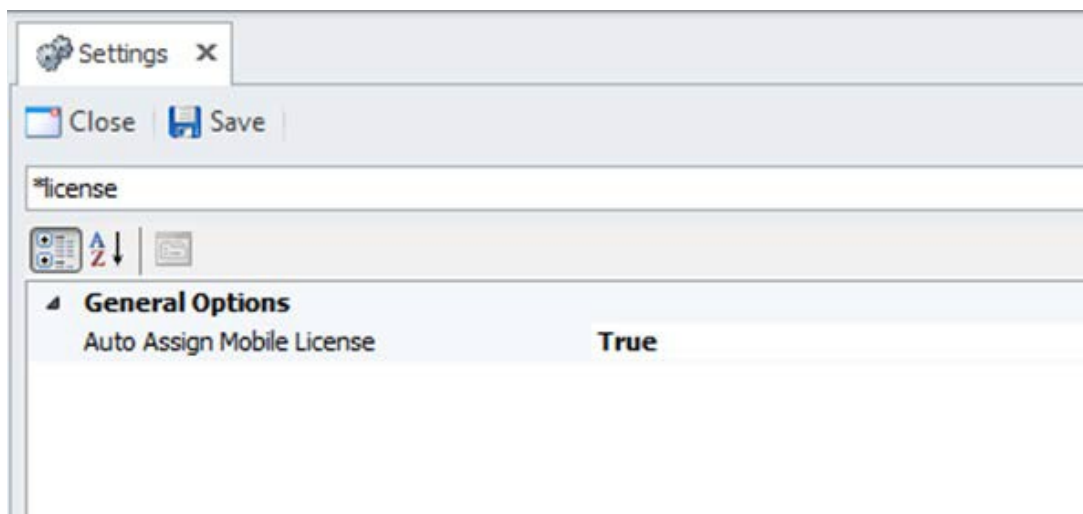 Settings
Close Save
*license
A
Z
General Options
Auto Assign Mobile License True